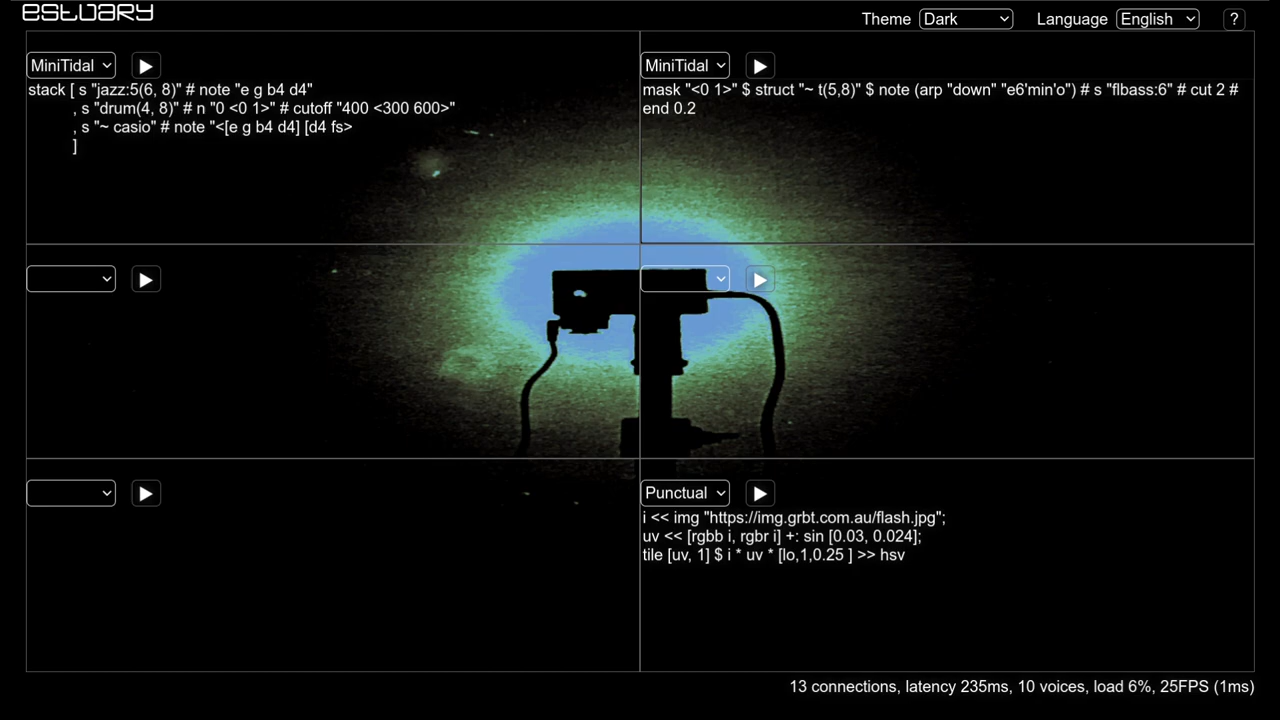 estuary
Theme Dark Language English ?
MiniTidal
stack [ s "jazz:5(6, 8)" # note "e g b4 d4"
, s "drum(4, 8)" # n "0 <0 1>" # cutoff "400 <300 600>"
, s "~ casio" # note "<[e g b4 d4] [d4 fs>
]
MiniTidal
mask "<0 1>" $ struct "~ t(5,8)" $ note (arp "down" "e6'min'o") # s "flbass:6" # cut 2 #
end 0.2
Punctual
i << img "https://img.grbt.com.au/flash.jpg";
uv << [rgbb i, rgbr i] +: sin [0.03, 0.024];
tile [uv, 1] $ i * uv * [lo,1,0.25 ] >> hsv
13 connections, latency 235ms, 10 voices, load 6%, 25FPS (1ms)